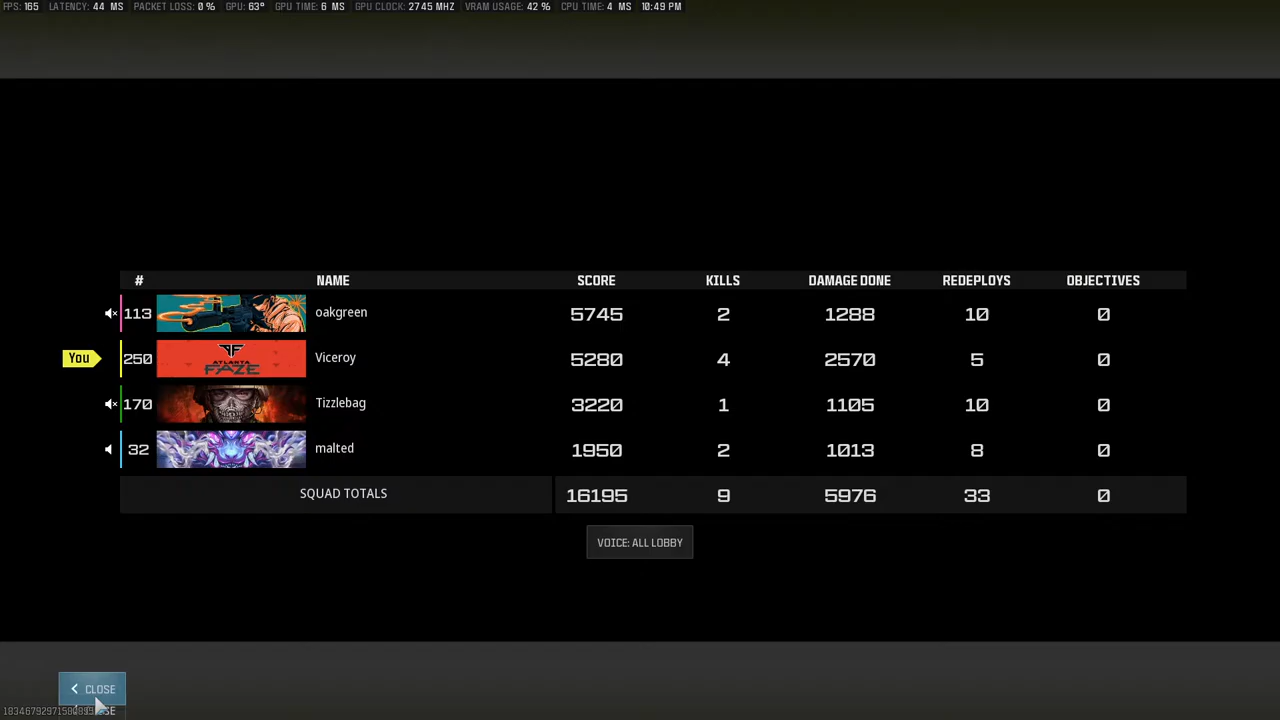 FPS: 165 LATENCY: 44 MS PACKET LOSS: 0 % GPU: 63° GPU TIME: 6 MS GPU CLOCK: 2745 MHZ VRAM USAGE: 42 % CPU TIME: 4 MS 10:49 PM
# NAME SCORE KILLS DAMAGE DONE REDEPLOYS OBJECTIVES
113 oakgreen 5745 2 1288 10 0
You 250 ATLANTA FAZE Viceroy 5280 4 2570 5 0
170 Tizzlebag 3220 1 1105 10 0
32 malted 1950 2 1013 8 0
SQUAD TOTALS 16195 9 5976 33 0
VOICE: ALL LOBBY
CLOSE